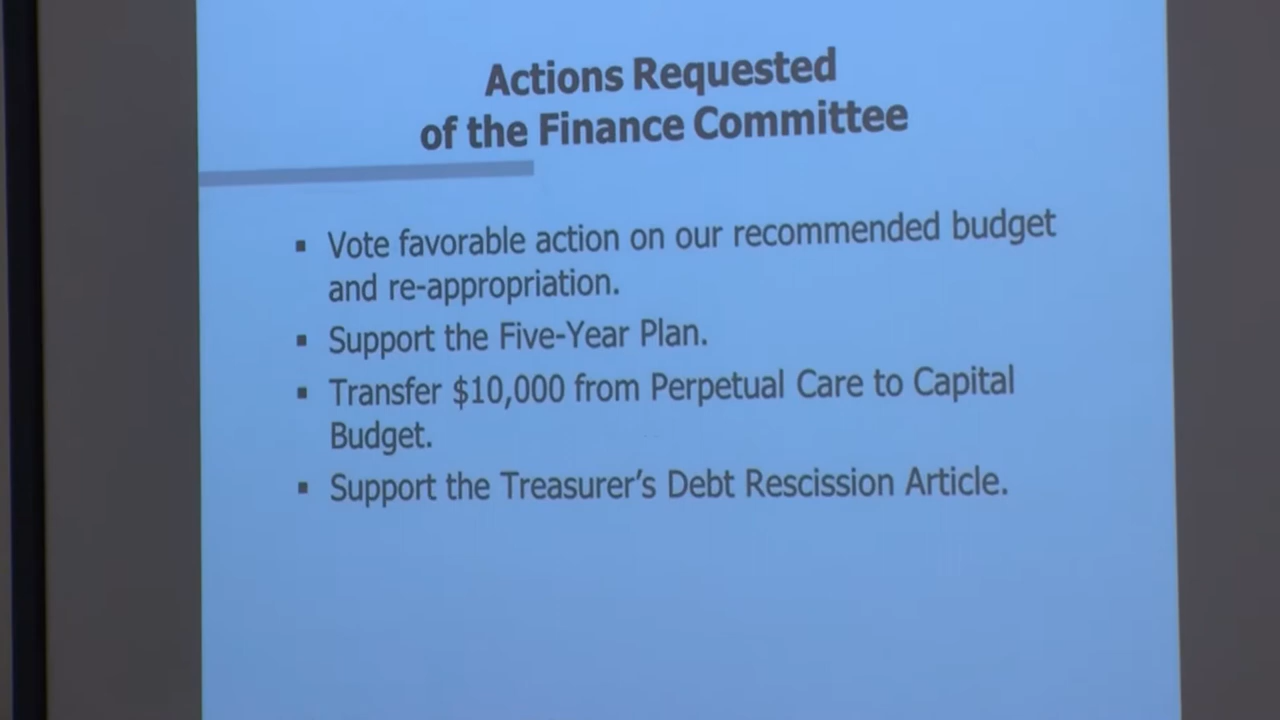 Actions Requested
of the Finance Committee
▪ Vote favorable action on our recommended budget
and re-appropriation.
▪ Support the Five-Year Plan.
▪ Transfer $10,000 from Perpetual Care to Capital
Budget.
▪ Support the Treasurer's Debt Rescission Article.